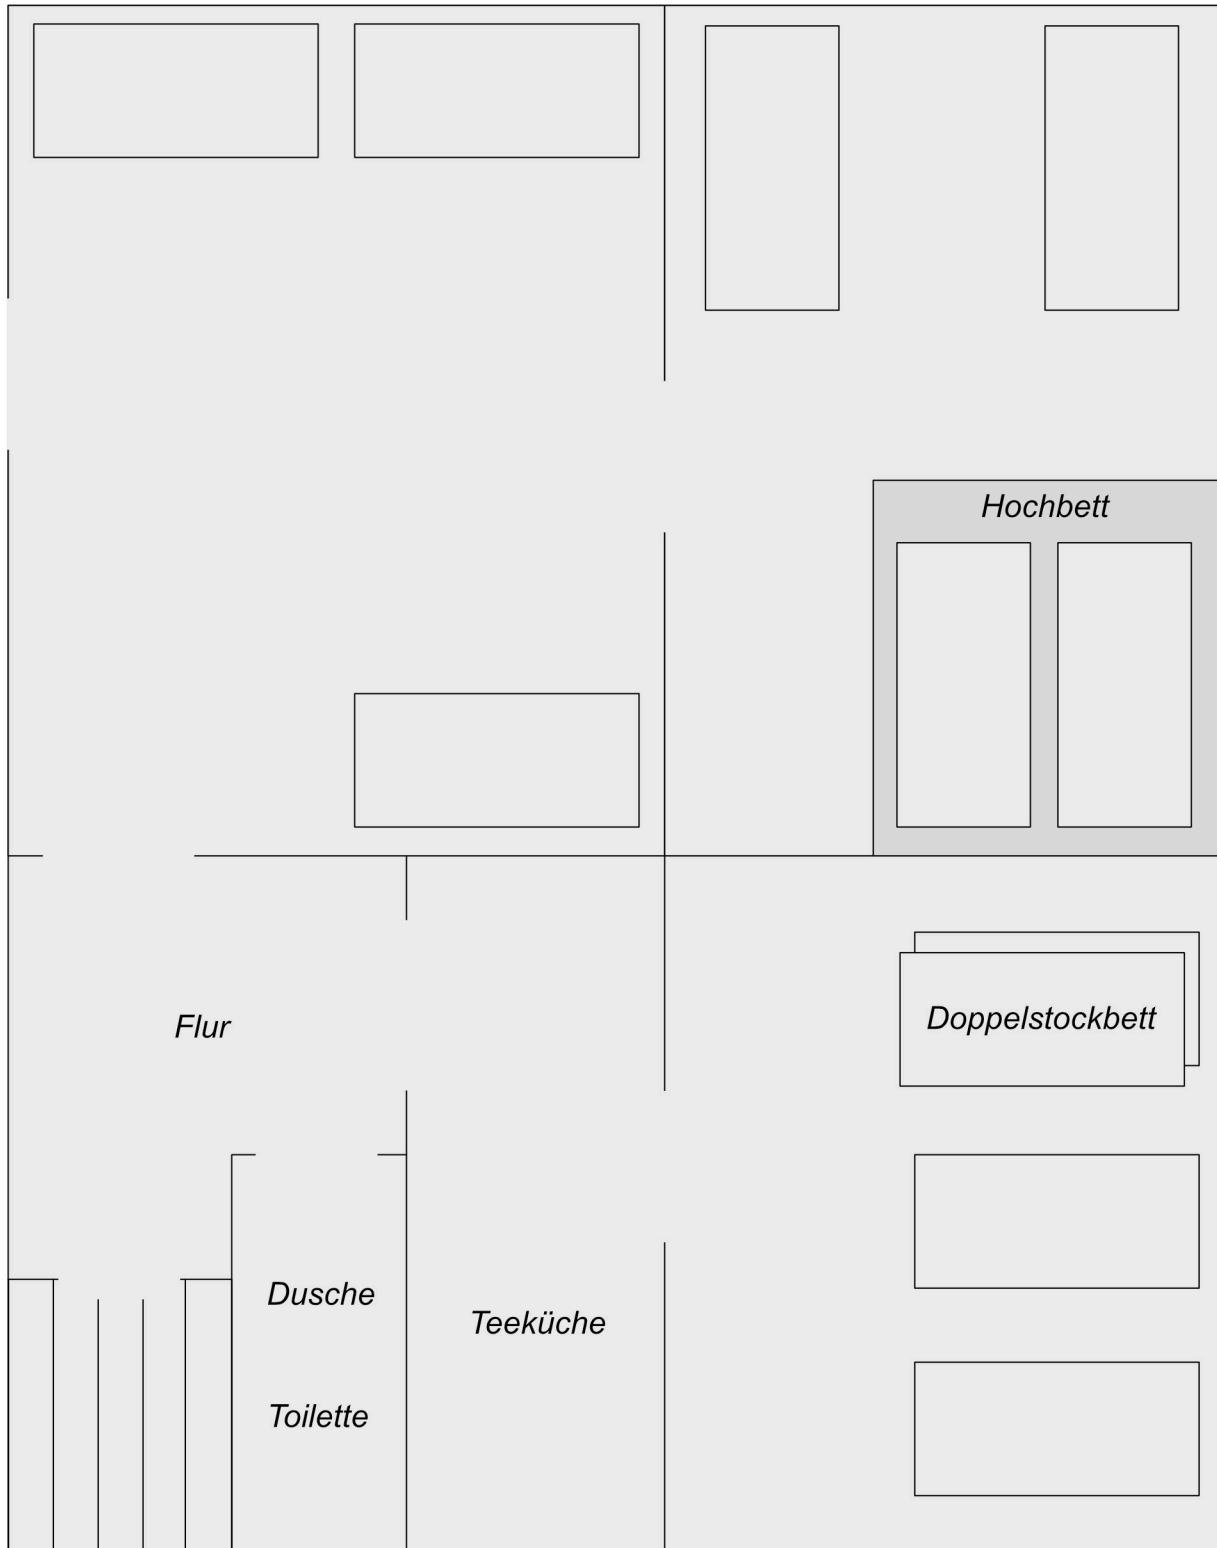 Hochbett
Doppelstockbett
Flur
Dusche
Teeküche
Toilette